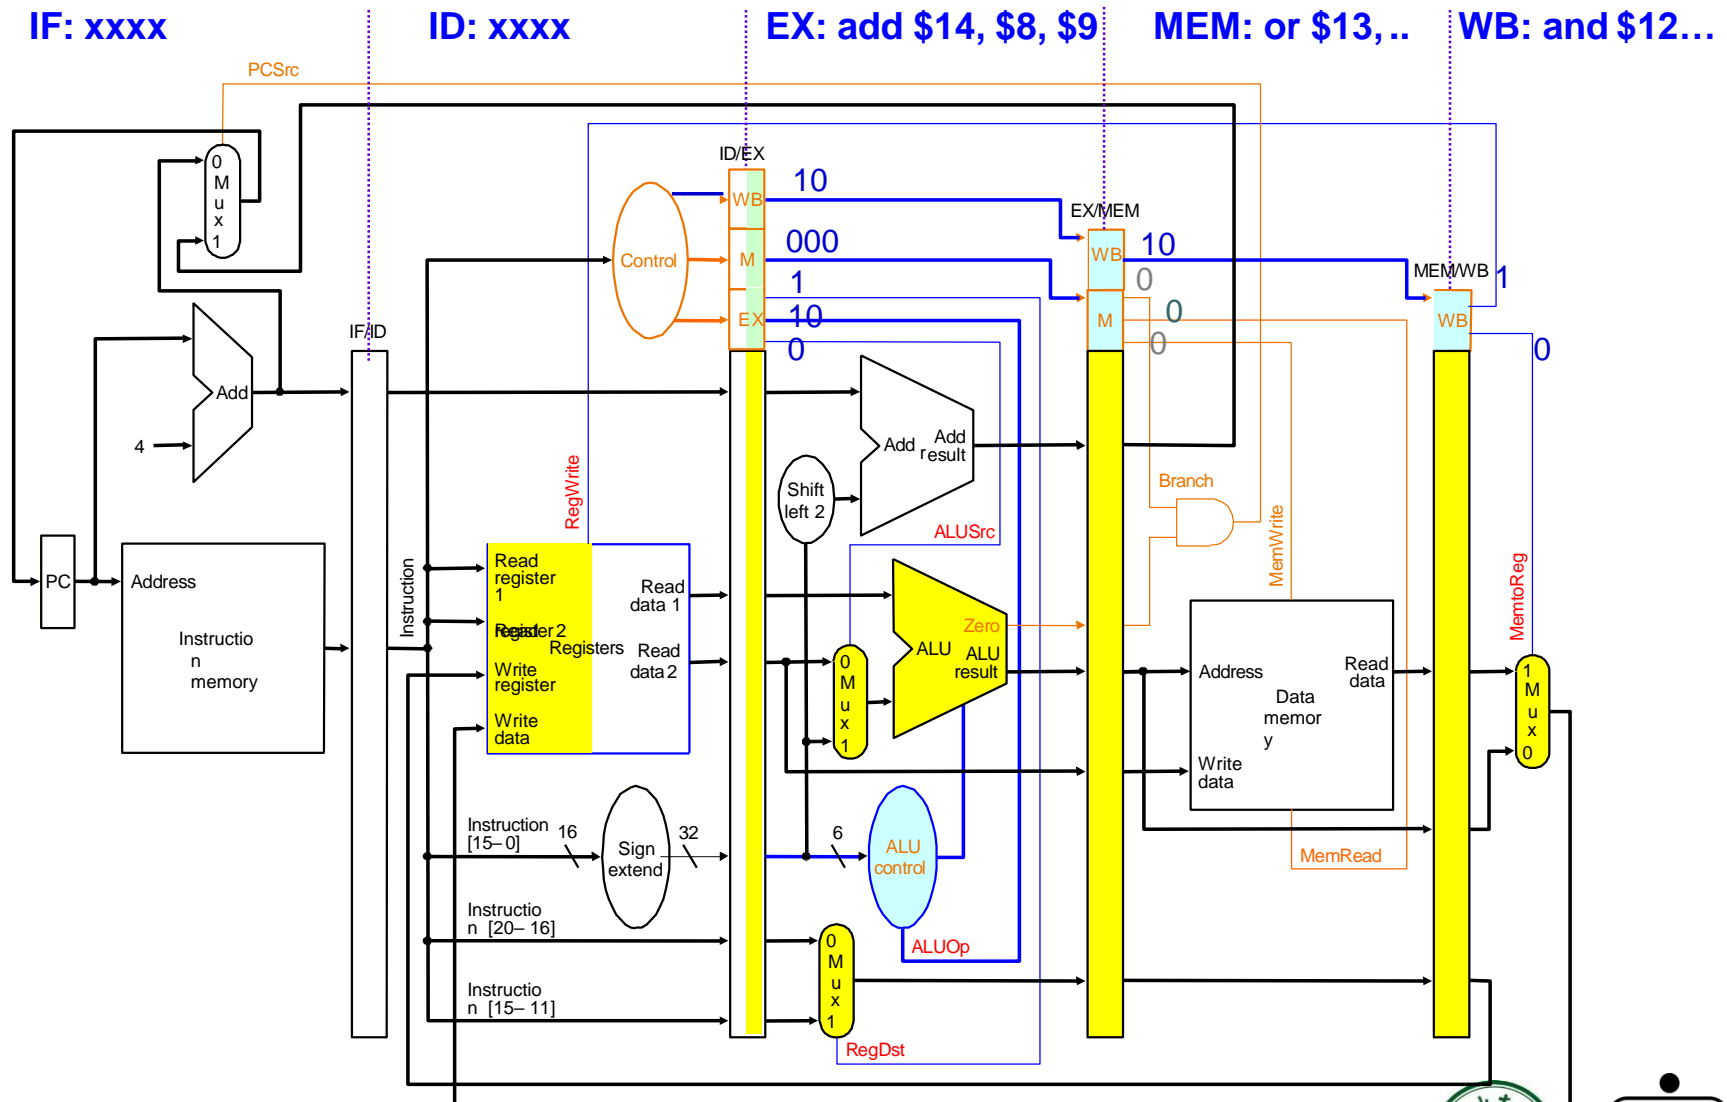 IF: xxxx
ID: xxxx
EX: add $14, $8, $9
MEM: or $13,..
WB: and $12…
PCSrc
ID/EX
0
M
u
x
1
WB
10
EX/MEM
Control
M
000
WB
10
MEM/WB
1
1
0
EX
10
M
0
WB
IF/ID
0
0
0
Add
4
Add
Add
result
RegWrite
Shift
left 2
Branch
ALUSrc
MemWrite
PC
Address
Instructio
n
memory
Instruction
Read
register
1
Read
register 2
Registers
Write
register
Write
data
Read
data 1
Read
data 2
0
M
u
x
1
Zero
ALU
ALU
result
Address
Data
memor
y
Read
data
Write
data
MemtoReg
1
M
u
x
0
Instruction
[15–0]
16
Sign
extend
32
6
ALU
control
MemRead
Instructio
n [20–16]
0
M
u
x
1
ALUOp
Instructio
n [15–11]
RegDst